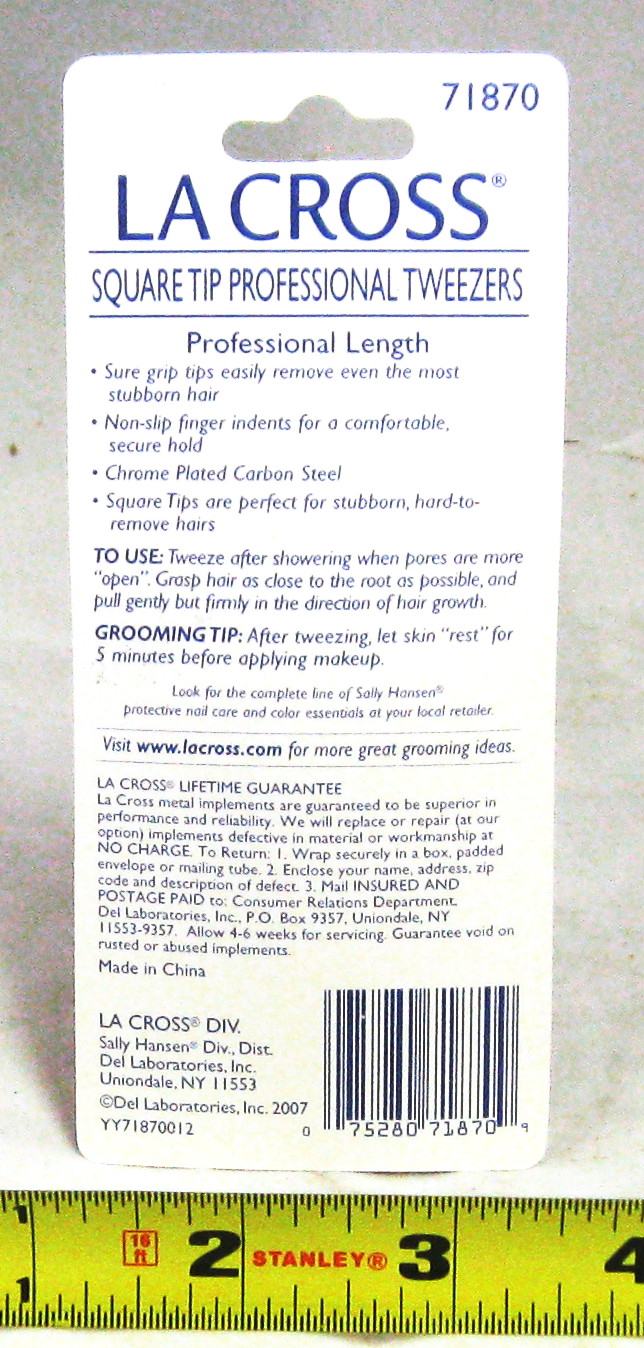 71870
LA CROSS®
SQUARE TIP PROFESSIONAL TWEEZERS
Professional Length
• Sure grip tips easily remove even the most
stubborn hair
• Non-slip finger indents for a comfortable,
secure hold
• Chrome Plated Carbon Steel
• Square Tips are perfect for stubborn, hard-to-
remove hairs
TO USE: Tweeze after showering when pores are more
"open". Grasp hair as close to the root as possible, and
pull gently but firmly in the direction of hair growth.
GROOMING TIP: After tweezing, let skin "rest" for
5 minutes before applying makeup.
Look for the complete line of Sally Hansen®
protective nail care and color essentials at your local retailer.
Visit www.lacross.com for more great grooming ideas.
LA CROSS® LIFETIME GUARANTEE
La Cross metal implements are guaranteed to be superior in
performance and reliability. We will replace or repair (at our
option) implements defective in material or workmanship at
NO CHARGE. To Return: 1. Wrap securely in a box, padded
envelope or mailing tube. 2. Enclose your name, address, zip
code and description of defect. 3. Mail INSURED AND
POSTAGE PAID to: Consumer Relations Department.
Del Laboratories, Inc., P.O. Box 9357, Uniondale, NY
11553-9357. Allow 4-6 weeks for servicing. Guarantee void on
rusted or abused implements.
Made in China
LA CROSS® DIV.
Sally Hansen® Div., Dist.
Del Laboratories, Inc.
Uniondale, NY 11553
©Del Laboratories, Inc. 2007
YY71870012
0 75280 71870 9
1 16 ft 2 STANLEY® 3 4
1